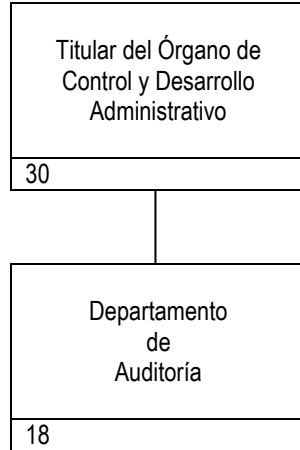 Titular del Órgano de
Control y Desarrollo
Administrativo
30
Departamento
de
Auditoría
18